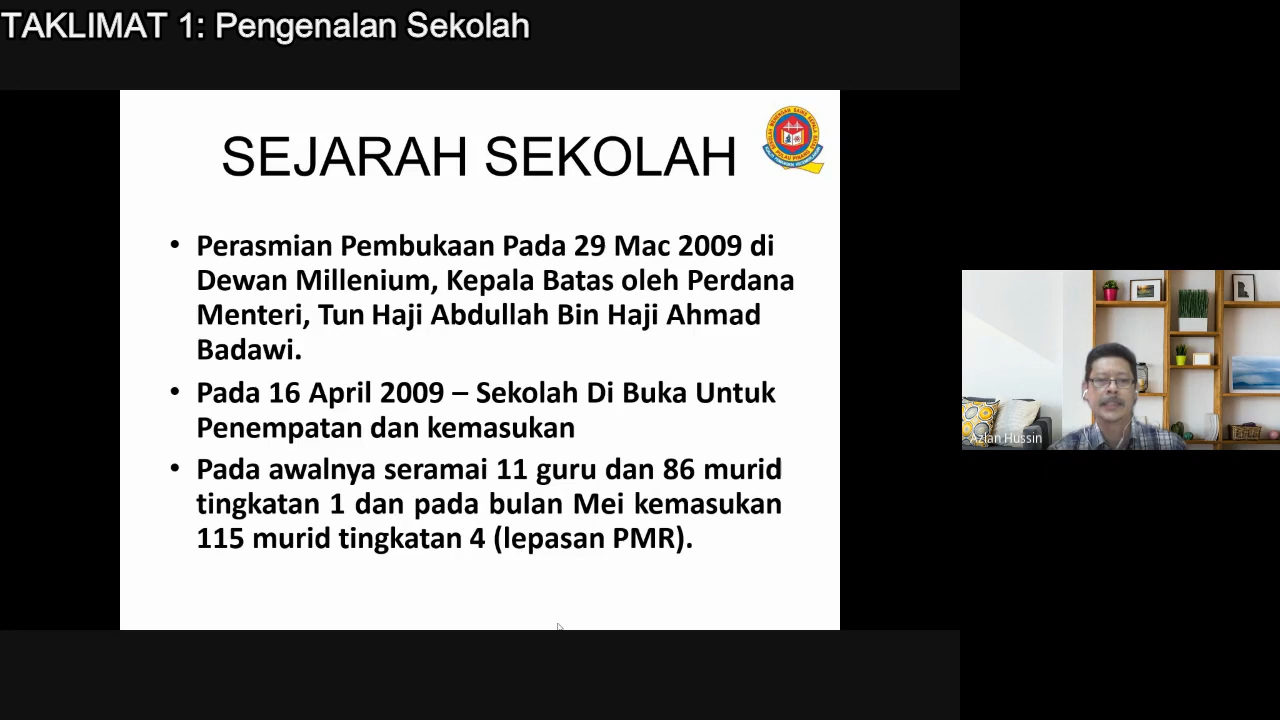 TAKLIMAT 1: Pengenalan Sekolah
SEJARAH SEKOLAH
• Perasmian Pembukaan Pada 29 Mac 2009 di
Dewan Millenium, Kepala Batas oleh Perdana
Menteri, Tun Haji Abdullah Bin Haji Ahmad
Badawi.
• Pada 16 April 2009 – Sekolah Di Buka Untuk
Penempatan dan kemasukan
• Pada awalnya seramai 11 guru dan 86 murid
tingkatan 1 dan pada bulan Mei kemasukan
115 murid tingkatan 4 (lepasan PMR).
Azlan Hussin